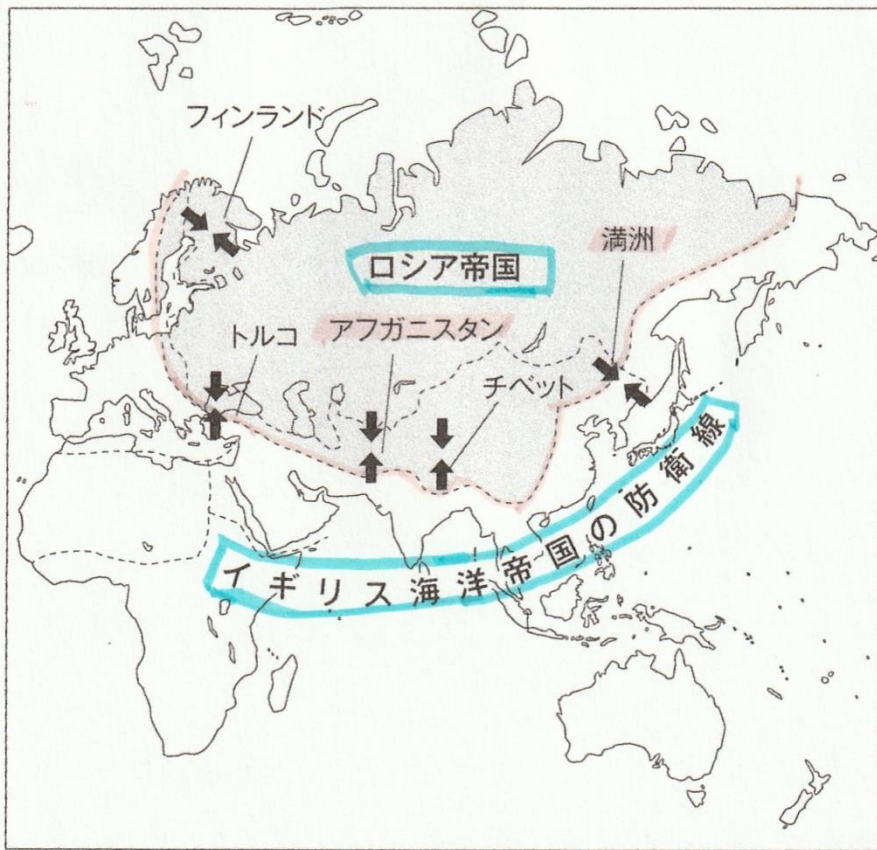 フィンランド
満洲
ロシア帝国
トルコ
アフガニスタン
チベット
イギリス海洋帝国の防衛線